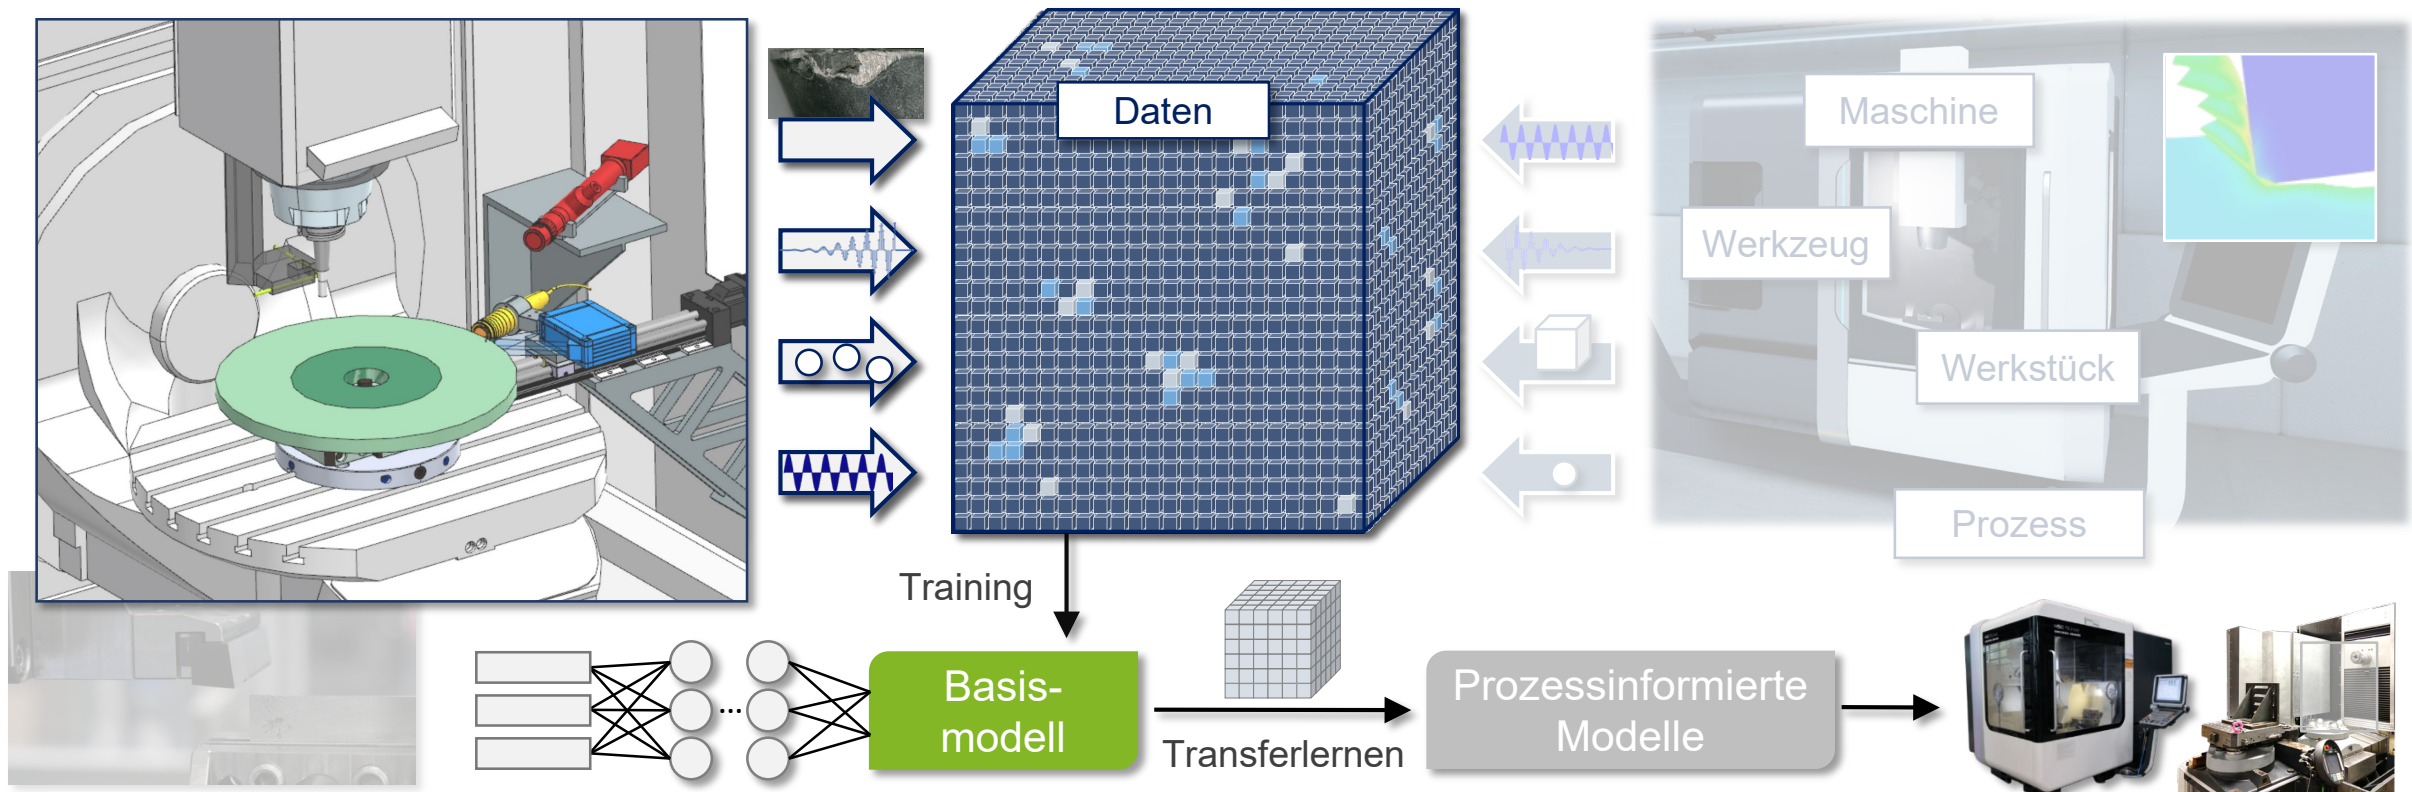 Daten
Maschine
Werkzeug
Werkstück
Prozess
Training
Basis-
modell
...
Transferlernen
Prozessinformierte
Modelle